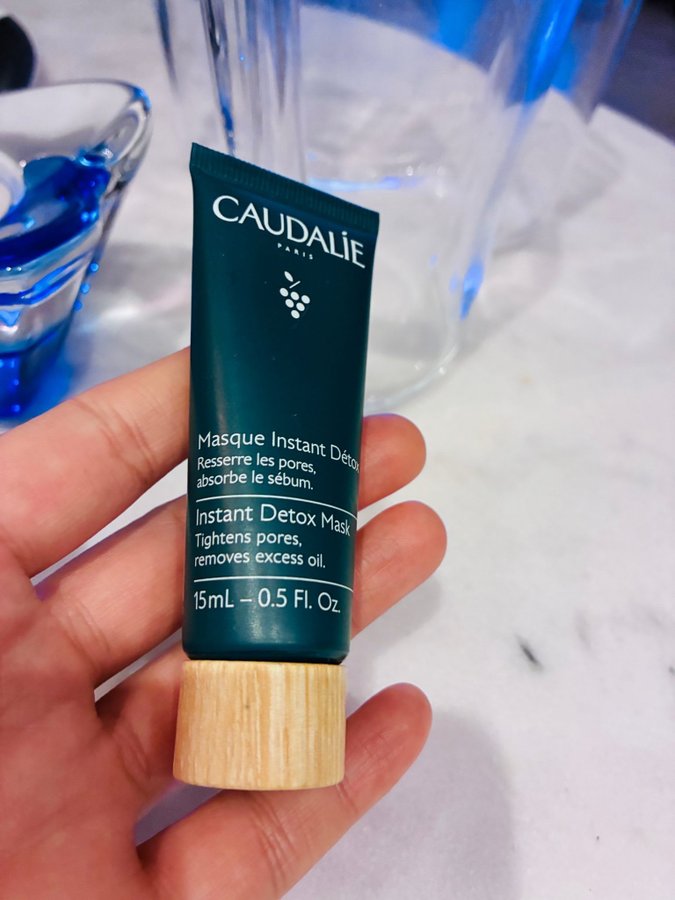 CAUDALÍE
PARIS
Masque Instant Détox
Resserre les pores,
absorbe le sébum.
Instant Detox Mask
Tightens pores,
removes excess oil.
15mL – 0.5 Fl. Oz.